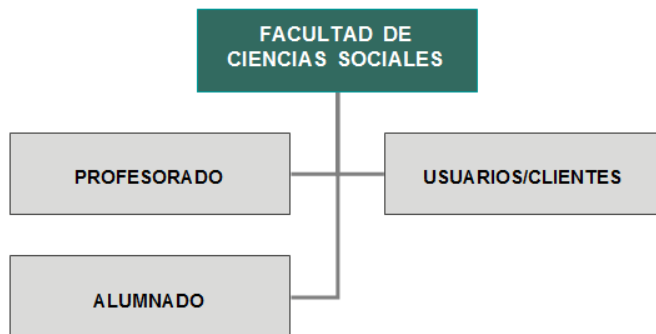 FACULTAD DE
CIENCIAS SOCIALES
PROFESORADO
USUARIOS/CLIENTES
ALUMNADO